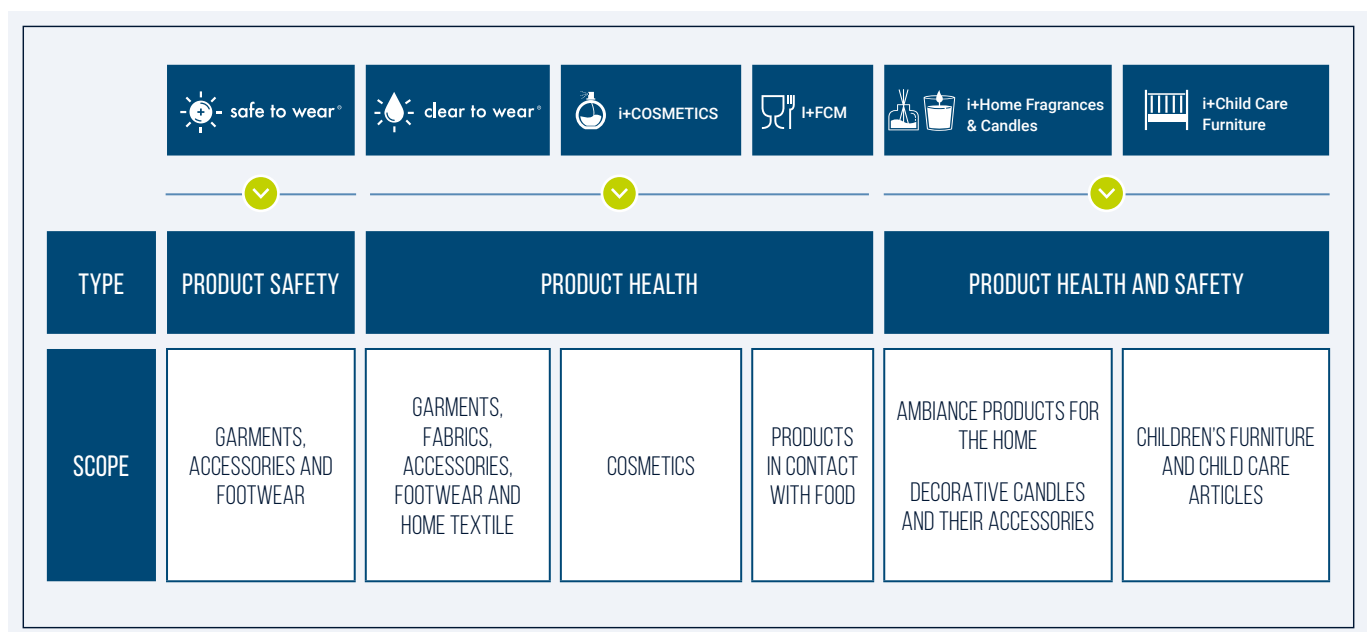 safe to wear®
clear to wear®
i+COSMETICS
I+FCM
i+Home Fragrances
& Candles
i+Child Care
Furniture
TYPE
PRODUCT SAFETY
PRODUCT HEALTH
PRODUCT HEALTH AND SAFETY
SCOPE
GARMENTS,
ACCESSORIES AND
FOOTWEAR
GARMENTS,
FABRICS,
ACCESSORIES,
FOOTWEAR AND
HOME TEXTILE
COSMETICS
PRODUCTS
IN CONTACT
WITH FOOD
AMBIANCE PRODUCTS FOR
THE HOME
DECORATIVE CANDLES
AND THEIR ACCESSORIES
CHILDREN'S FURNITURE
AND CHILD CARE
ARTICLES